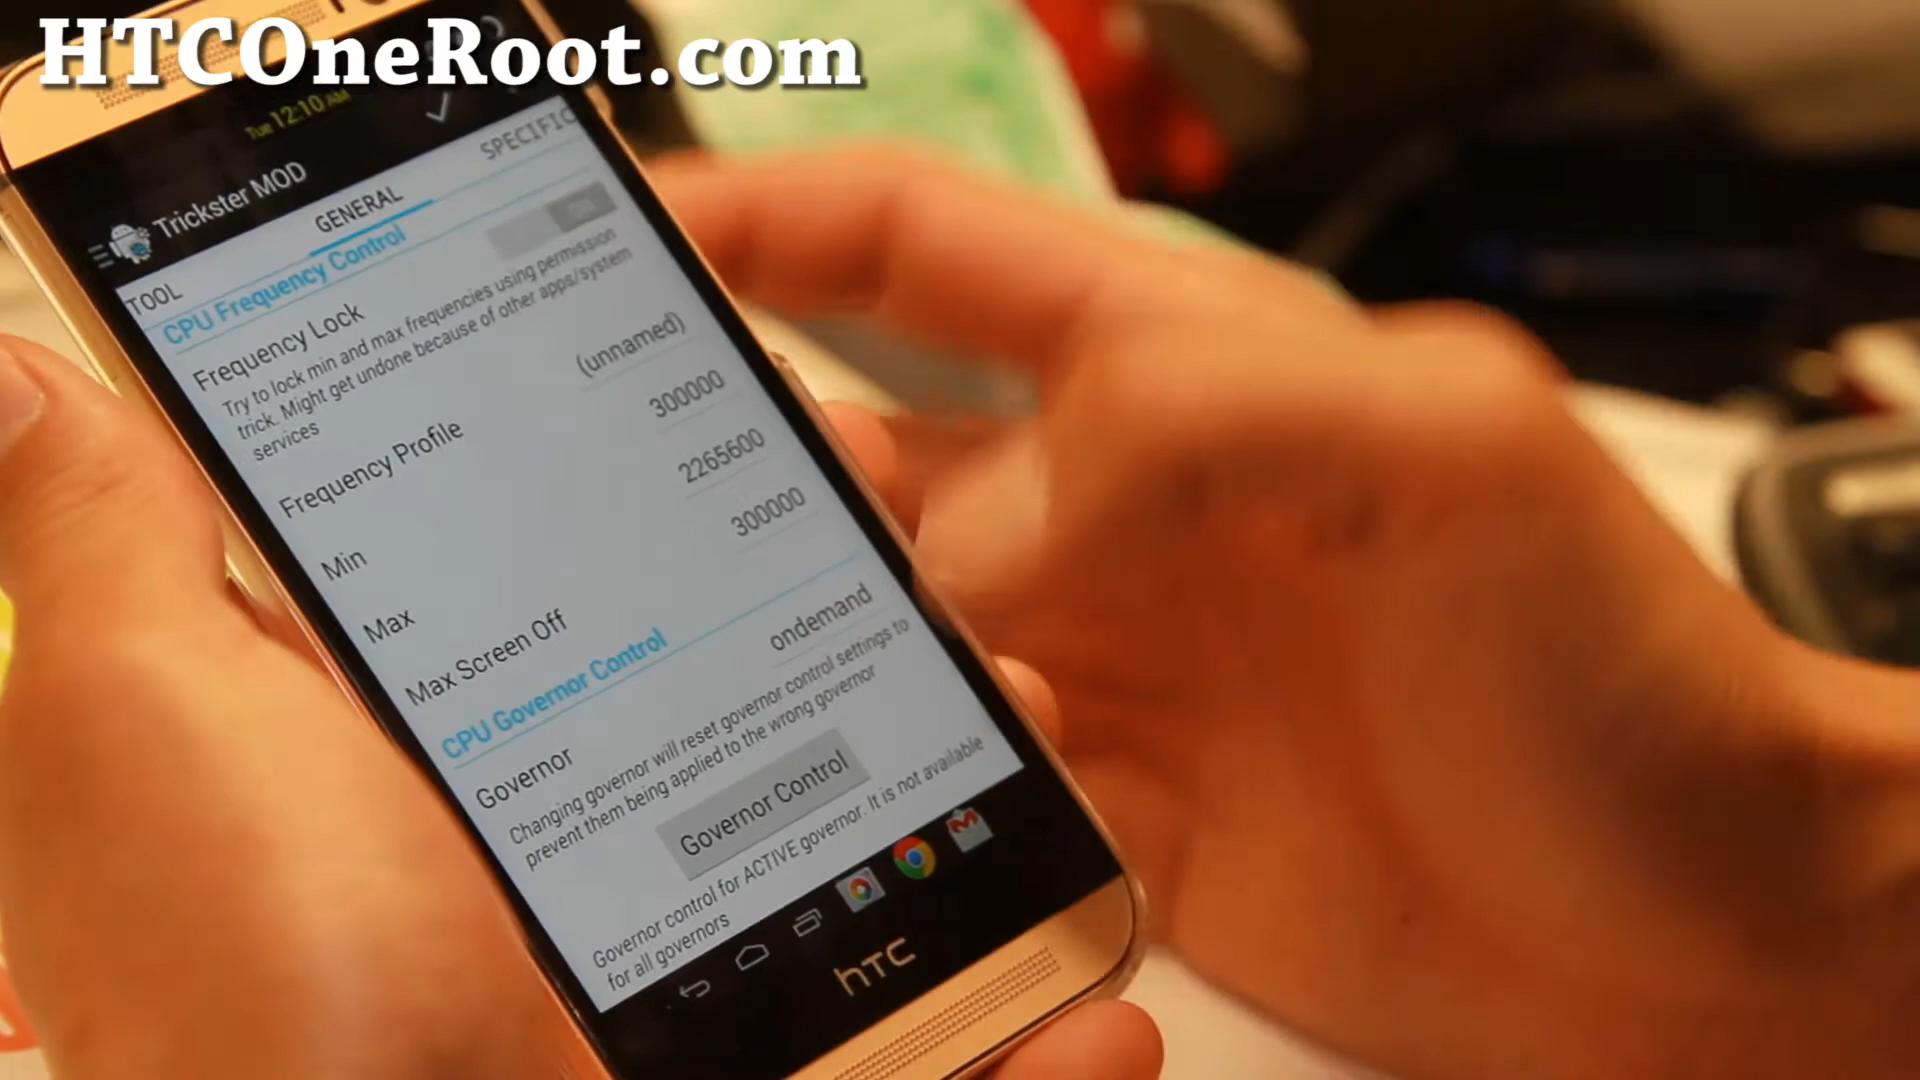 HTCOneRoot.com
Tue 12:10 AM
Trickster MOD
TOOL
GENERAL
SPECIFIC
CPU Frequency Control
Frequency Lock
ON
Try to lock min and max frequencies using permission
trick. Might get undone because of other apps/system
services
Frequency Profile
(unnamed)
Min
300000
Max
2265600
Max Screen Off
300000
CPU Governor Control
Governor
ondemand
Changing governor will reset governor control settings to
prevent them being applied to the wrong governor
Governor Control
Governor control for ACTIVE governor. It is not available
for all governors
hTC